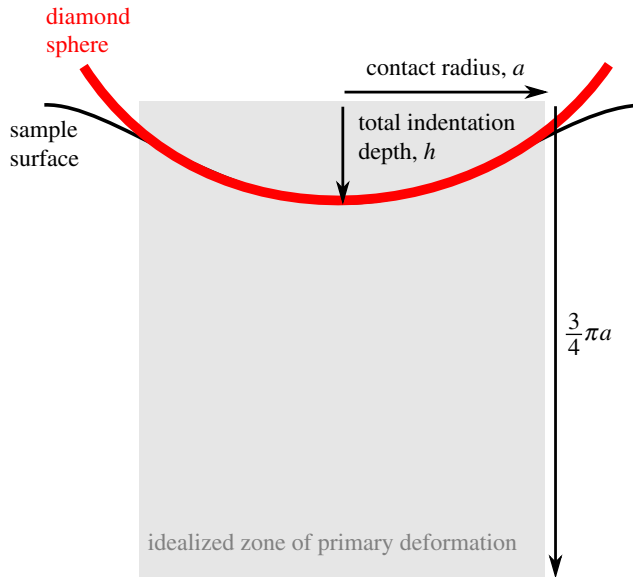 diamond
sphere
contact radius, a
sample
surface
total indentation
depth, h
3/4 πa
idealized zone of primary deformation